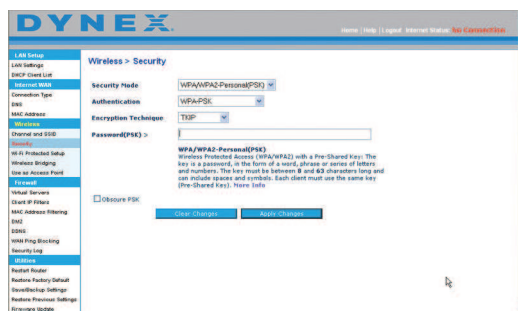 DYNEX
Home | Help | Logout Internet Status: No Connection
LAN Setup
LAN Settings
DHCP Client List
Internet WAN
Connection Type
DNS
MAC Address
Wireless
Channel and SSID
Security
Wi-Fi Protected Setup
Wireless Bridging
Use as Access Point
Firewall
Virtual Servers
Client IP Filters
MAC Address Filtering
DMZ
DDNS
WAN Ping Blocking
Security Log
Utilities
Restart Router
Restore Factory Default
Save/Backup Settings
Restore Previous Settings
Firmware Update
Wireless > Security
Security Mode WPA/WPA2-Personal(PSK)
Authentication WPA-PSK
Encryption Technique TKIP
Password(PSK) >
WPA/WPA2-Personal(PSK)
Wireless Protected Access (WPA/WPA2) with a Pre-Shared Key: The
key is a password, in the form of a word, phrase or series of letters
and numbers. The key must be between 8 and 63 characters long and
can include spaces and symbols. Each client must use the same key
(Pre-Shared Key). More Info
Obscure PSK
Clear Changes Apply Changes